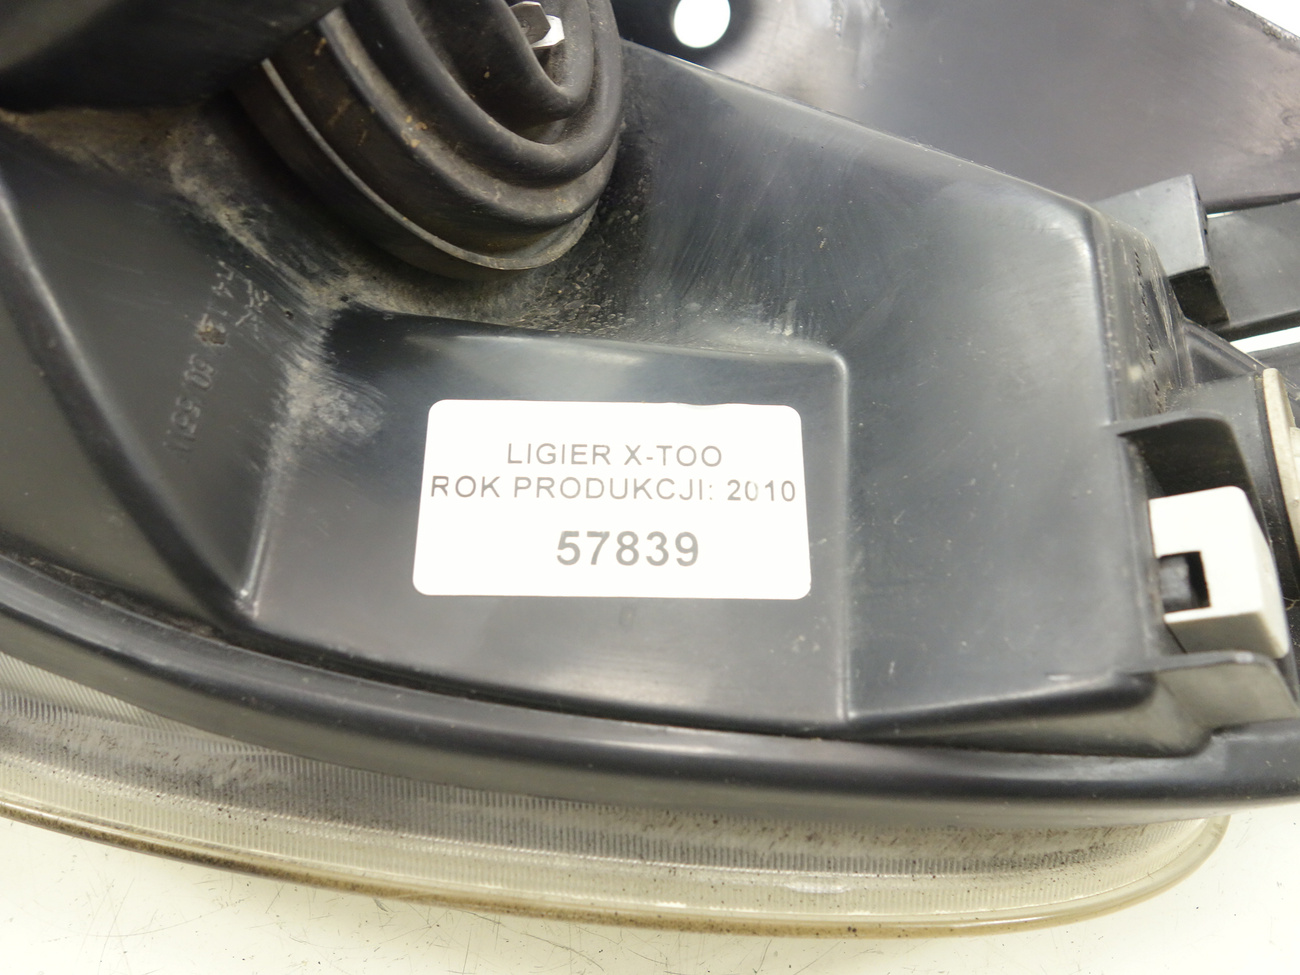 LIGIER X-TOO
ROK PRODUKCJI: 2010
57839